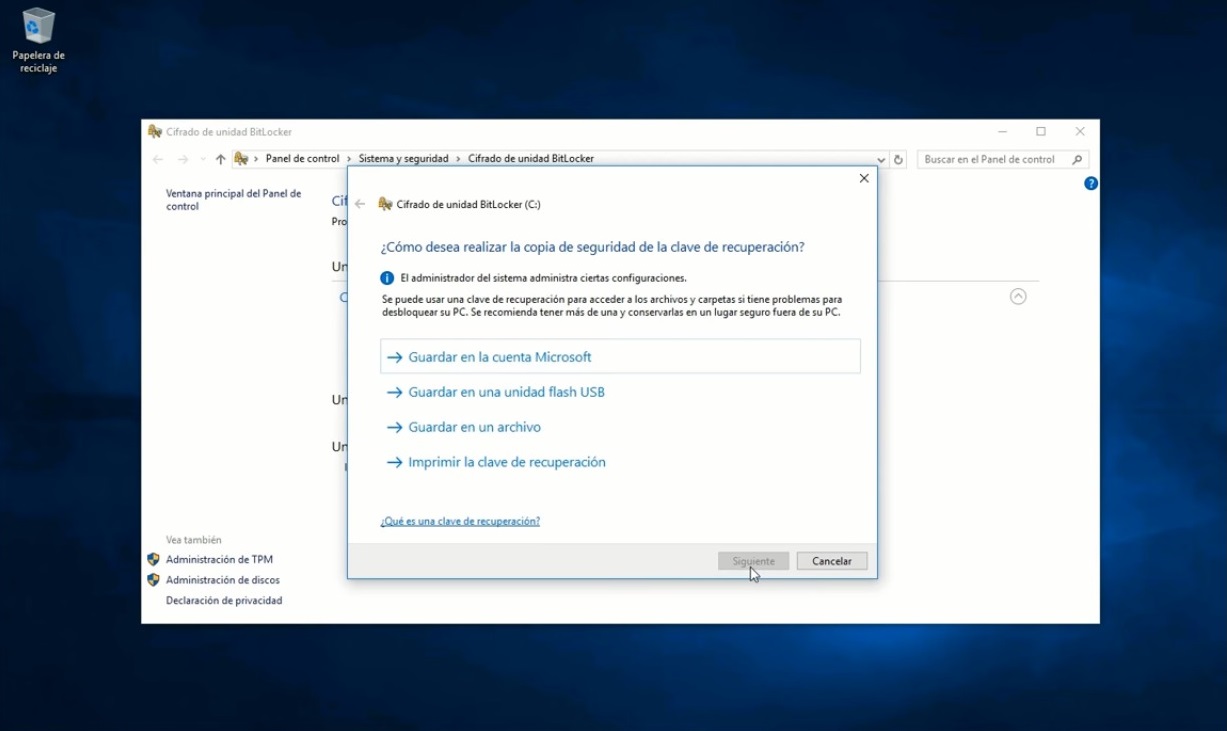 Papelera de
reciclaje
Cifrado de unidad BitLocker
Panel de control › Sistema y seguridad › Cifrado de unidad BitLocker
Buscar en el Panel de control
Ventana principal del Panel de
control
Cifrado de unidad BitLocker (C:)
¿Cómo desea realizar la copia de seguridad de la clave de recuperación?
El administrador del sistema administra ciertas configuraciones.
Se puede usar una clave de recuperación para acceder a los archivos y carpetas si tiene problemas para
desbloquear su PC. Se recomienda tener más de una y conservarlas en un lugar seguro fuera de su PC.
Guardar en la cuenta Microsoft
Guardar en una unidad flash USB
Guardar en un archivo
Imprimir la clave de recuperación
¿Qué es una clave de recuperación?
Siguiente
Cancelar
Vea también
Administración de TPM
Administración de discos
Declaración de privacidad